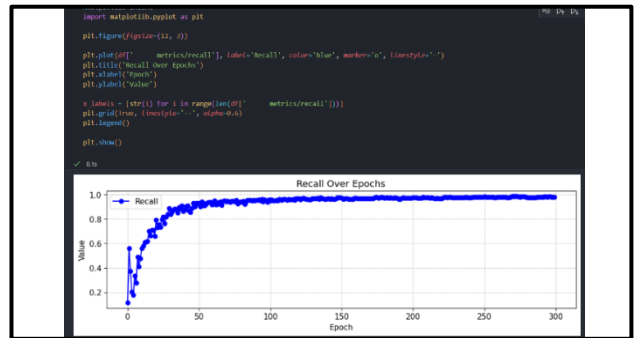 import matplotlib.pyplot as plt
plt.figure(figsize=(12, 3))
plt.plot(df['      metrics/recall'], label='Recall', color='blue', marker='o', linestyle='-')
plt.title('Recall Over Epochs')
plt.xlabel('Epoch')
plt.ylabel('Value')
x_labels = [str(i) for i in range(len(df['      metrics/recall']))]
plt.grid(True, linestyle='--', alpha=0.6)
plt.legend()
plt.show()
✓ 0.1s
Recall Over Epochs
Recall
1.0
0.8
0.6
0.4
0.2
Value
0 50 100 150 200 250 300
Epoch